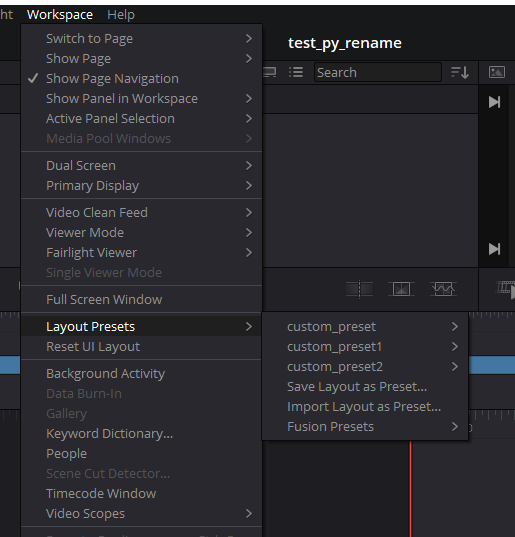 ht Workspace Help
test_py_rename
Search
Switch to Page
Show Page
Show Page Navigation
Show Panel in Workspace
Active Panel Selection
Media Pool Windows
Dual Screen
Primary Display
Video Clean Feed
Viewer Mode
Fairlight Viewer
Single Viewer Mode
Full Screen Window
Layout Presets
Reset UI Layout
Background Activity
Data Burn-In
Gallery
Keyword Dictionary...
People
Scene Cut Detector...
Timecode Window
Video Scopes
custom_preset
custom_preset1
custom_preset2
Save Layout as Preset...
Import Layout as Preset...
Fusion Presets